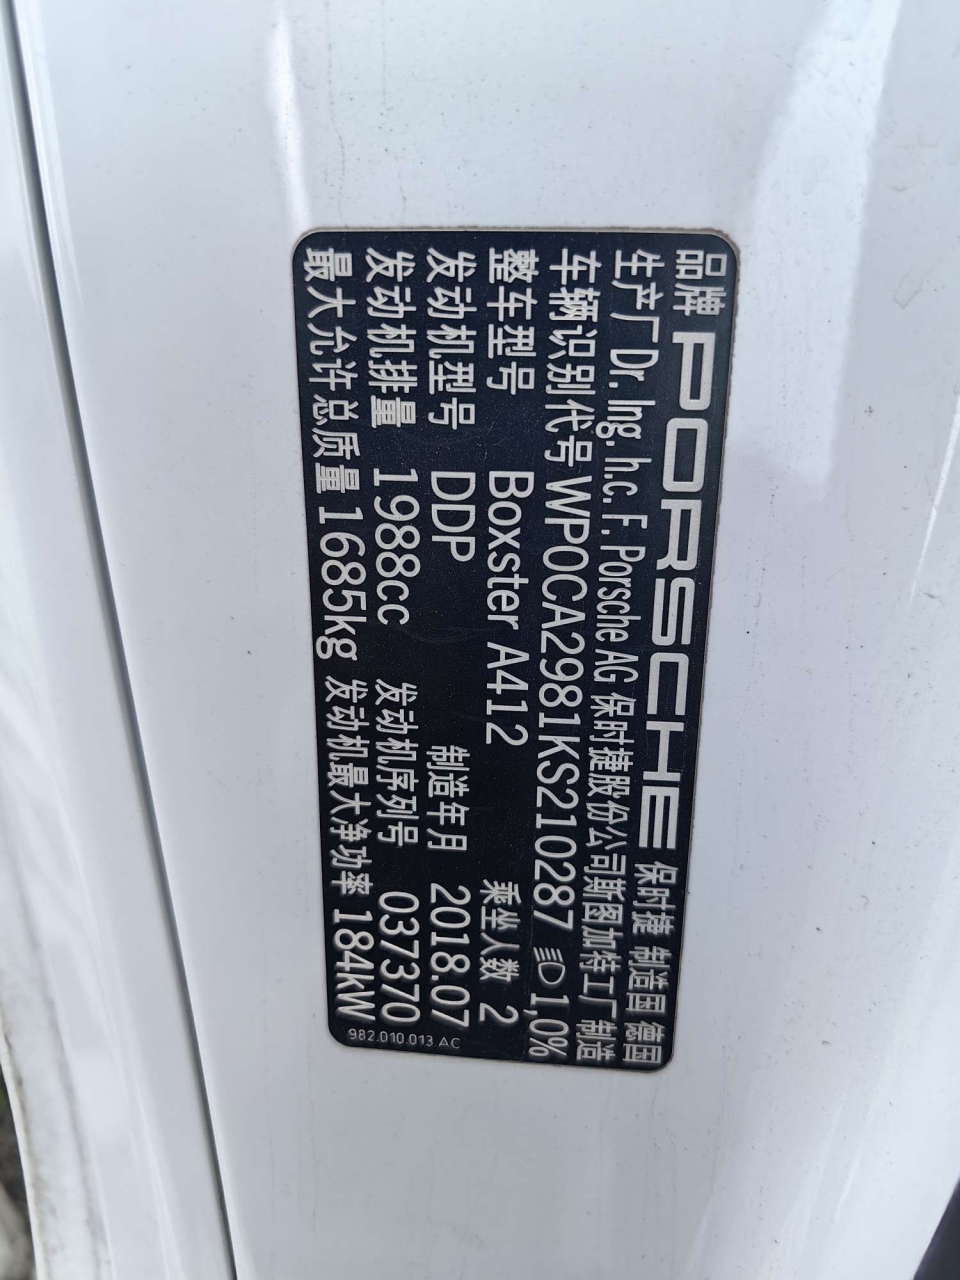 品牌 PORSCHE 保时捷 制造国 德国
生产厂 Dr. Ing. h.c. F. Porsche AG 保时捷股份公司斯图加特工厂制造
车辆识别代号 WP0CA2981KS210287 1,0%
整车型号 Boxster A412 乘坐人数 2
发动机型号 DDP 制造年月 2018.07
发动机排量 1988cc 发动机序列号 037370
最大允许总质量 1685kg 发动机最大净功率 184kW
982.010.013.AC